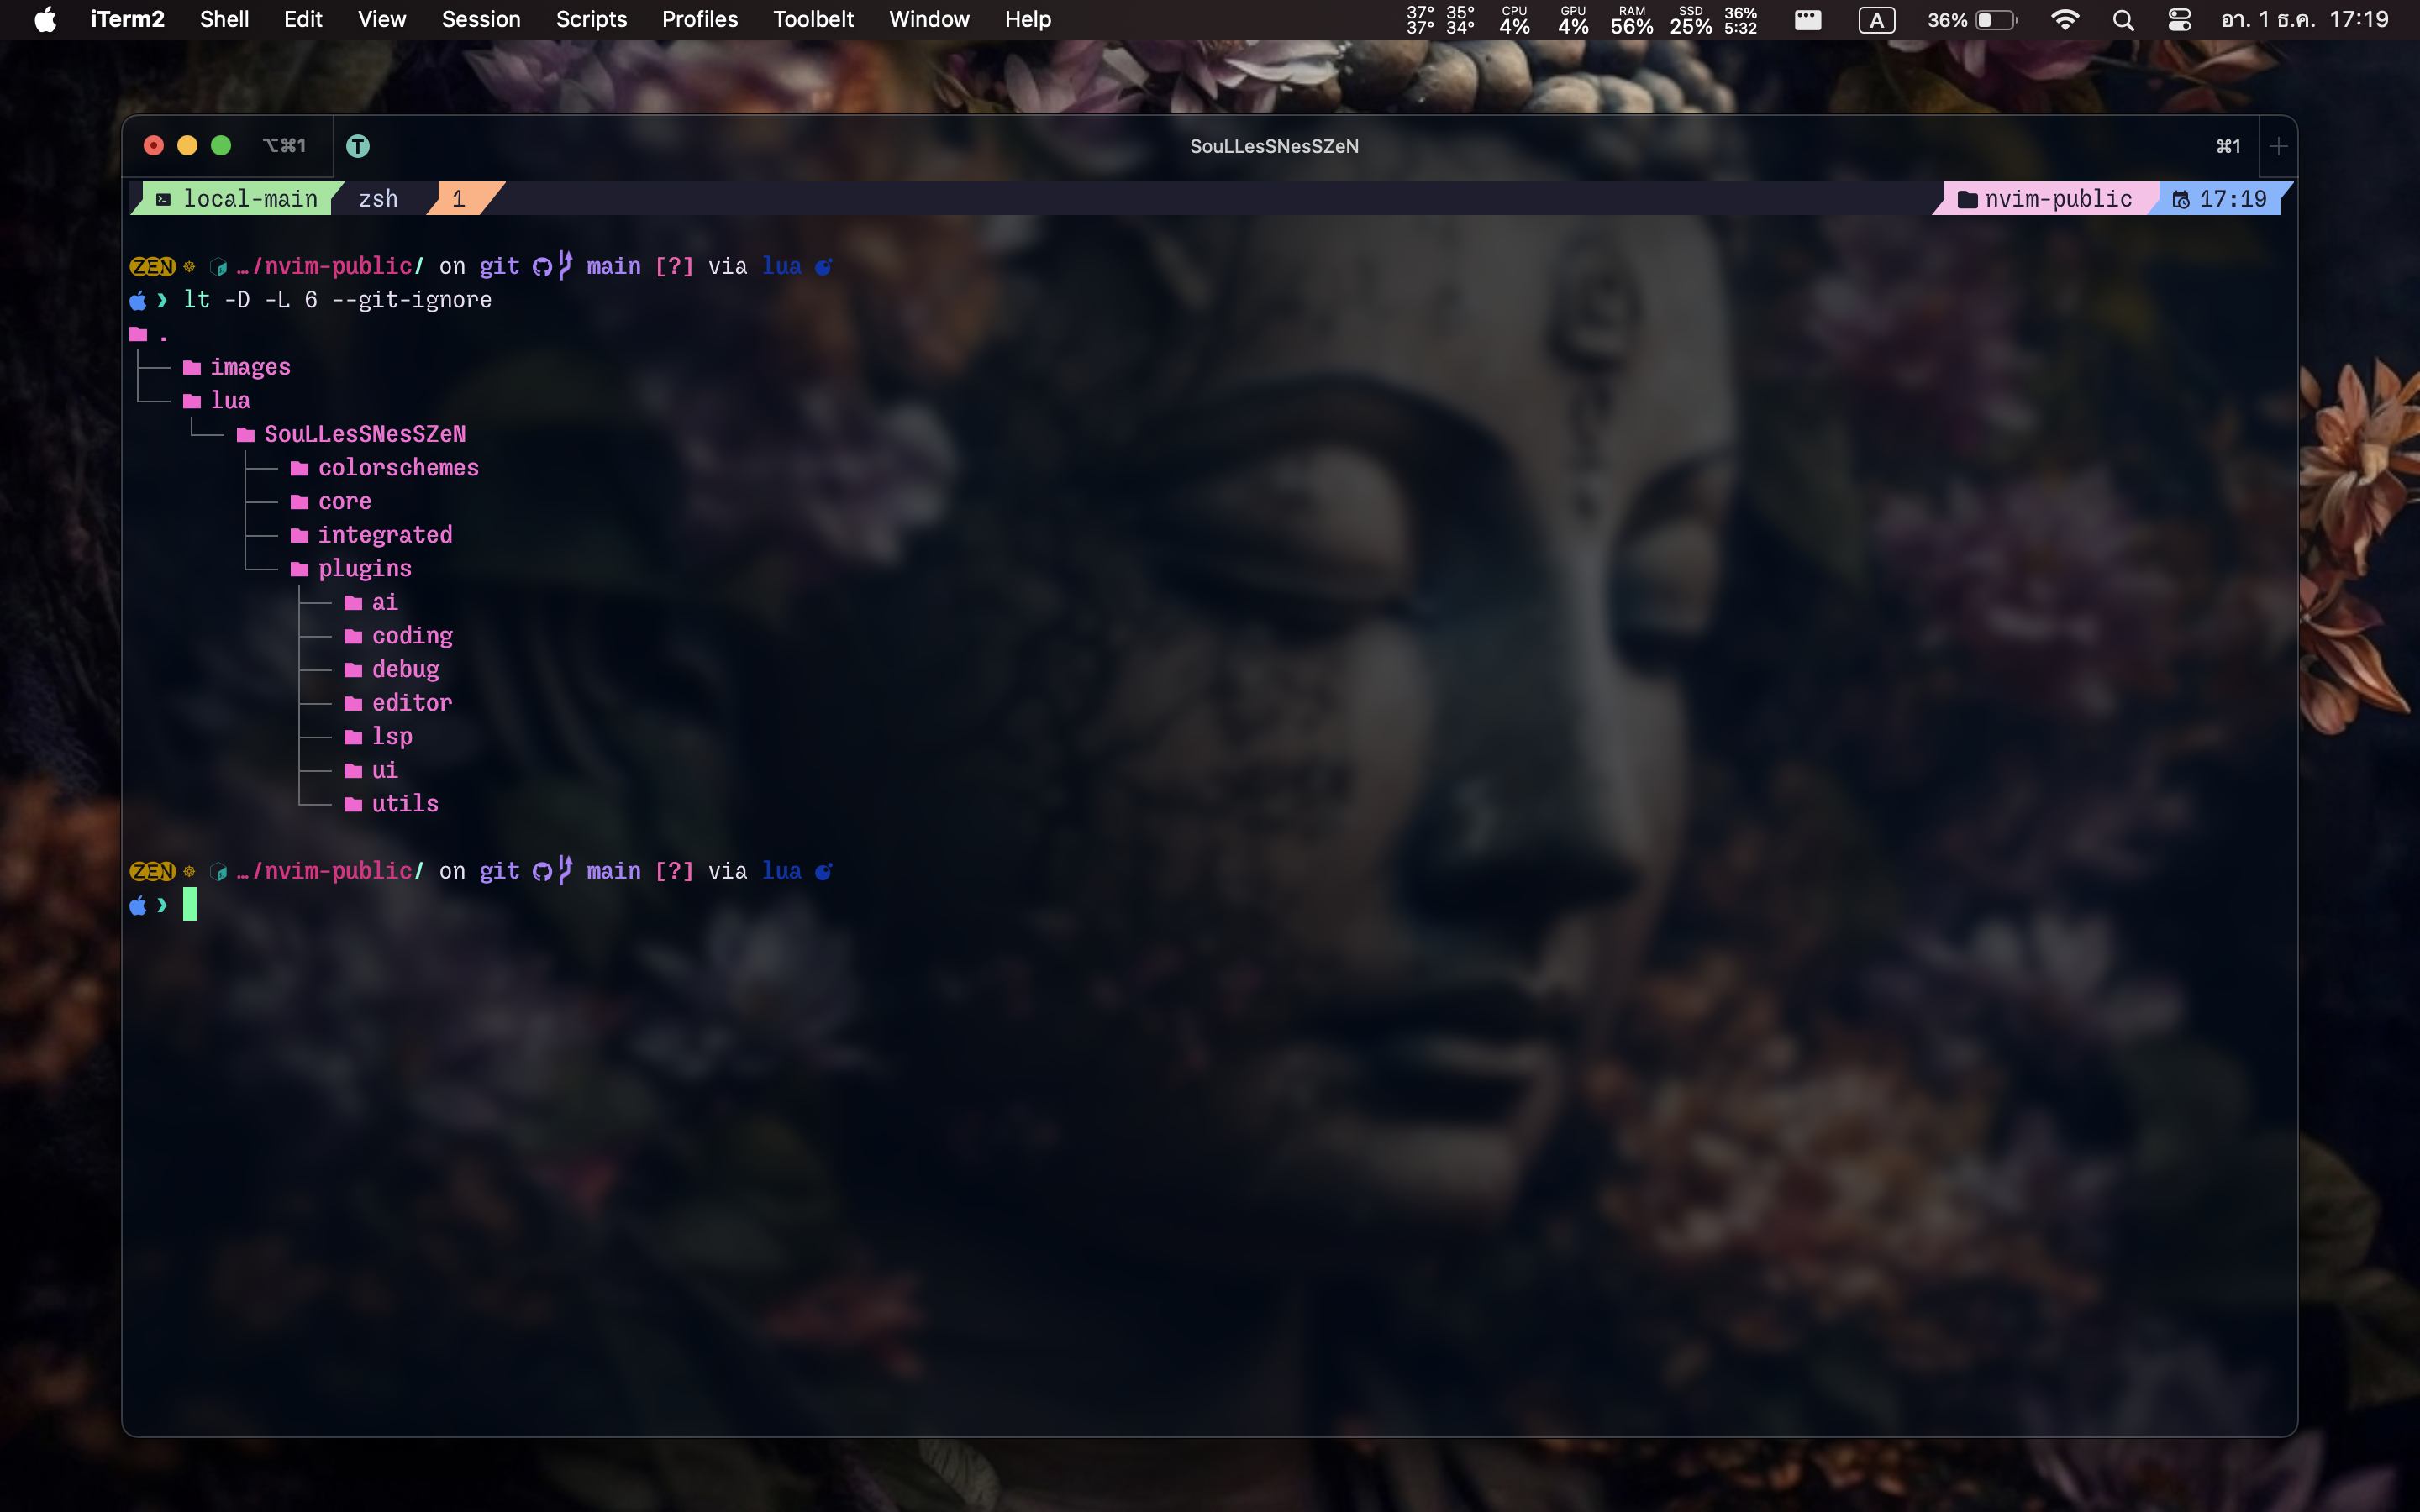 iTerm2 Shell Edit View Session Scripts Profiles Toolbelt Window Help 37° 35° CPU GPU RAM SSD 36% A 36% อา. 1 ธ.ค. 17:19
37° 34° 4% 4% 56% 25% 5:32
⌥⌘1 T SouLLesSNesSZeN ⌘1
local-main zsh 1 nvim-public 17:19
ZEN …/nvim-public/ on git main [?] via lua
❯ lt -D -L 6 --git-ignore
.
images
lua
SouLLesSNesSZeN
colorschemes
core
integrated
plugins
ai
coding
debug
editor
lsp
ui
utils
ZEN …/nvim-public/ on git main [?] via lua
❯